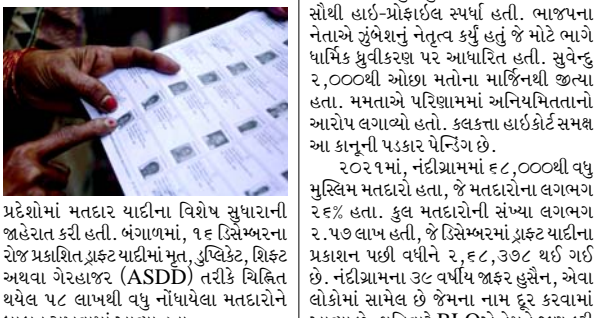 પ્રદેશોમાં મતદાર યાદીના વિશેષ સુધારાની
જાહેરાત કરી હતી. બંગાળમાં, ૧૬ ડિસેમ્બરના
રોજ પ્રકાશિત ડ્રાફ્ટ યાદીમાં મૃત, ડુપ્લિકેટ, શિફ્ટ
અથવા ગેરહાજર (ASDD) તરીકે ચિહ્નિત
થયેલ ૫૮ લાખથી વધુ નોંધાયેલા મતદારોને
સૌથી હાઇ-પ્રોફાઇલ સ્પર્ધા હતી. ભાજપના
નેતાએ ઝુંબેશનું નેતૃત્વ કર્યું હતું જે મોટે ભાગે
ધાર્મિક ધ્રુવીકરણ પર આધારિત હતી. સુવેન્દુ
૨,૦૦૦થી ઓછા મતોના માર્જિનથી જીત્યા
હતા. મમતાએ પરિણામમાં અનિયમિતતાનો
આરોપ લગાવ્યો હતો. કલકત્તા હાઇકોર્ટ સમક્ષ
આ કાનૂની પડકાર પેન્ડિંગ છે.
૨૦૨૧માં, નંદીગ્રામમાં ૬૮,૦૦૦થી વધુ
મુસ્લિમ મતદારો હતા, જે મતદારોના લગભગ
૨૬% હતા. કુલ મતદારોની સંખ્યા લગભગ
૨.૫૭ લાખ હતી, જે ડિસેમ્બરમાં ડ્રાફ્ટ યાદીના
પ્રકાશન પછી વધીને ૨,૬૮,૩૭૮ થઈ ગઈ
છે. નંદીગ્રામના ૩૯ વર્ષીય જાફર હુસૈન, એવા
લોકોમાં સામેલ છે જેમના નામ દૂર કરવામાં